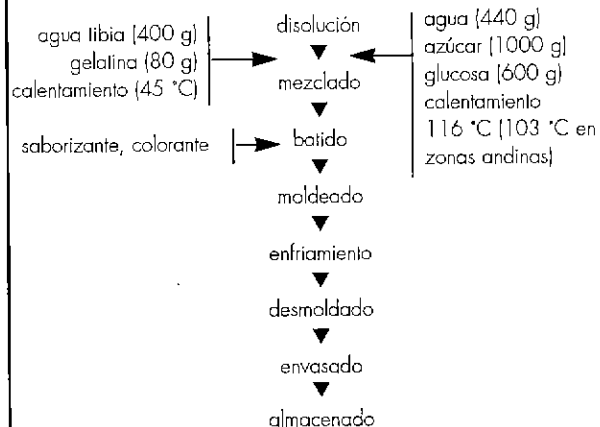 agua tibia (400 g)
gelatina (80 g)
calentamiento (45 °C)
disolución
agua (440 g)
azúcar (1000 g)
glucosa (600 g)
calentamiento
116 °C (103 °C en
zonas andinas)
mezclado
saborizante, colorante
batido
moldeado
enfriamiento
desmoldado
envasado
almacenado